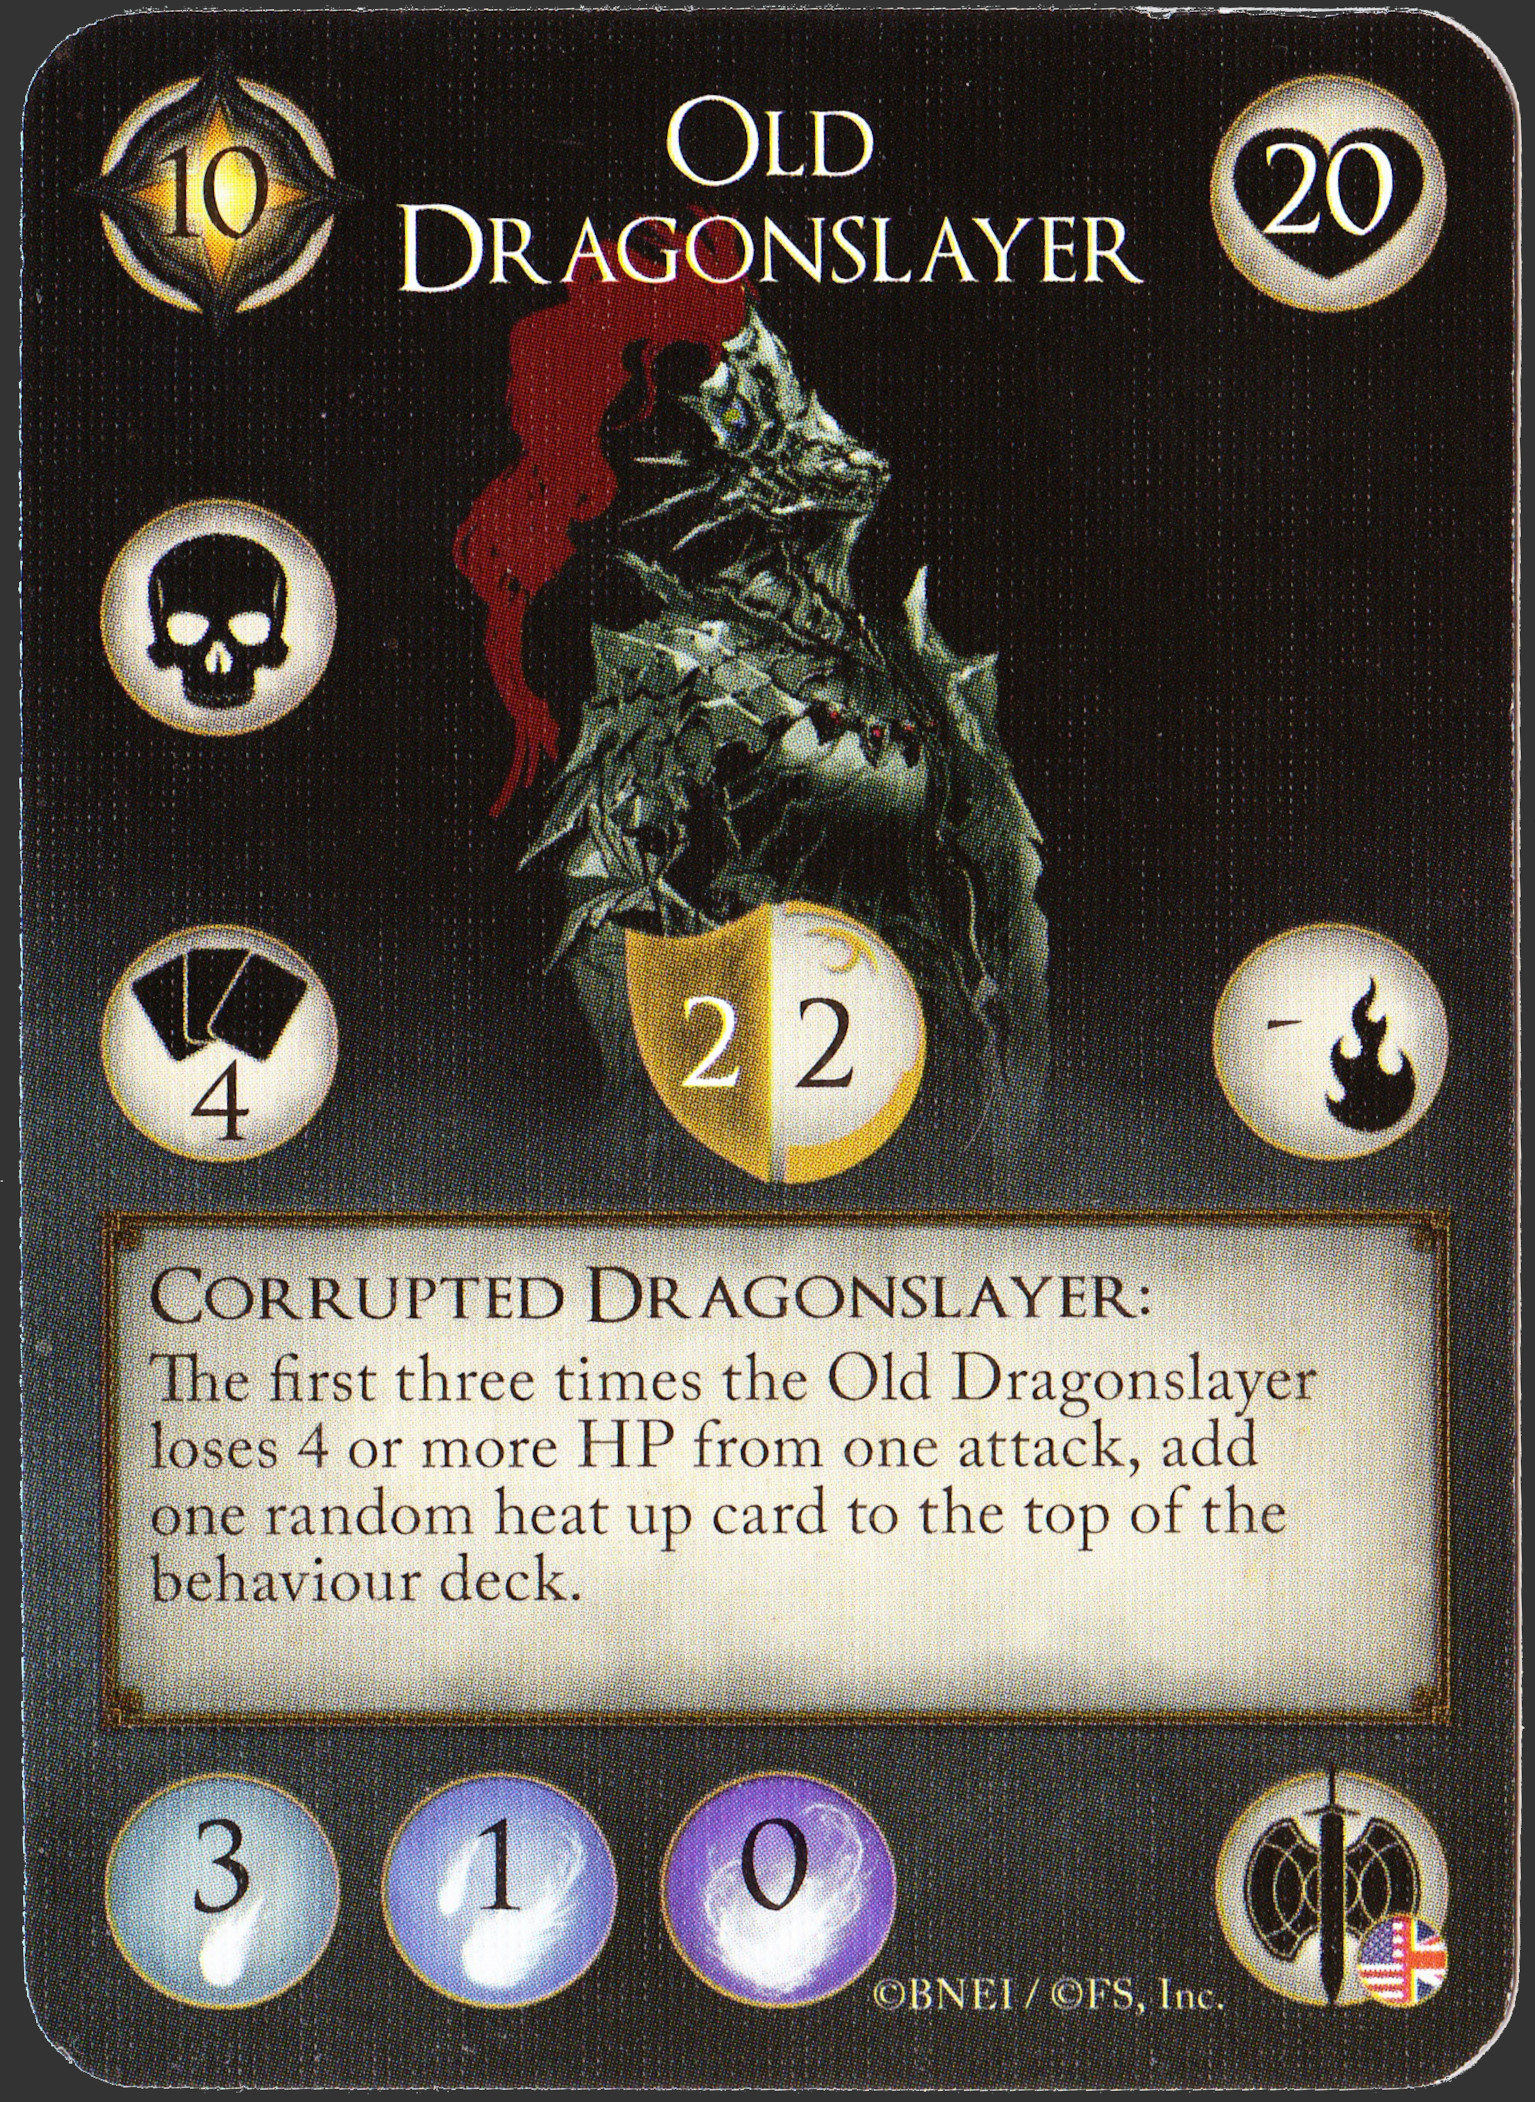 10
OLD
DRAGONSLAYER
20
4
2 2
-
CORRUPTED DRAGONSLAYER:
The first three times the Old Dragonslayer
loses 4 or more HP from one attack, add
one random heat up card to the top of the
behaviour deck.
3 1 0
©BNEI / ©FS, Inc.